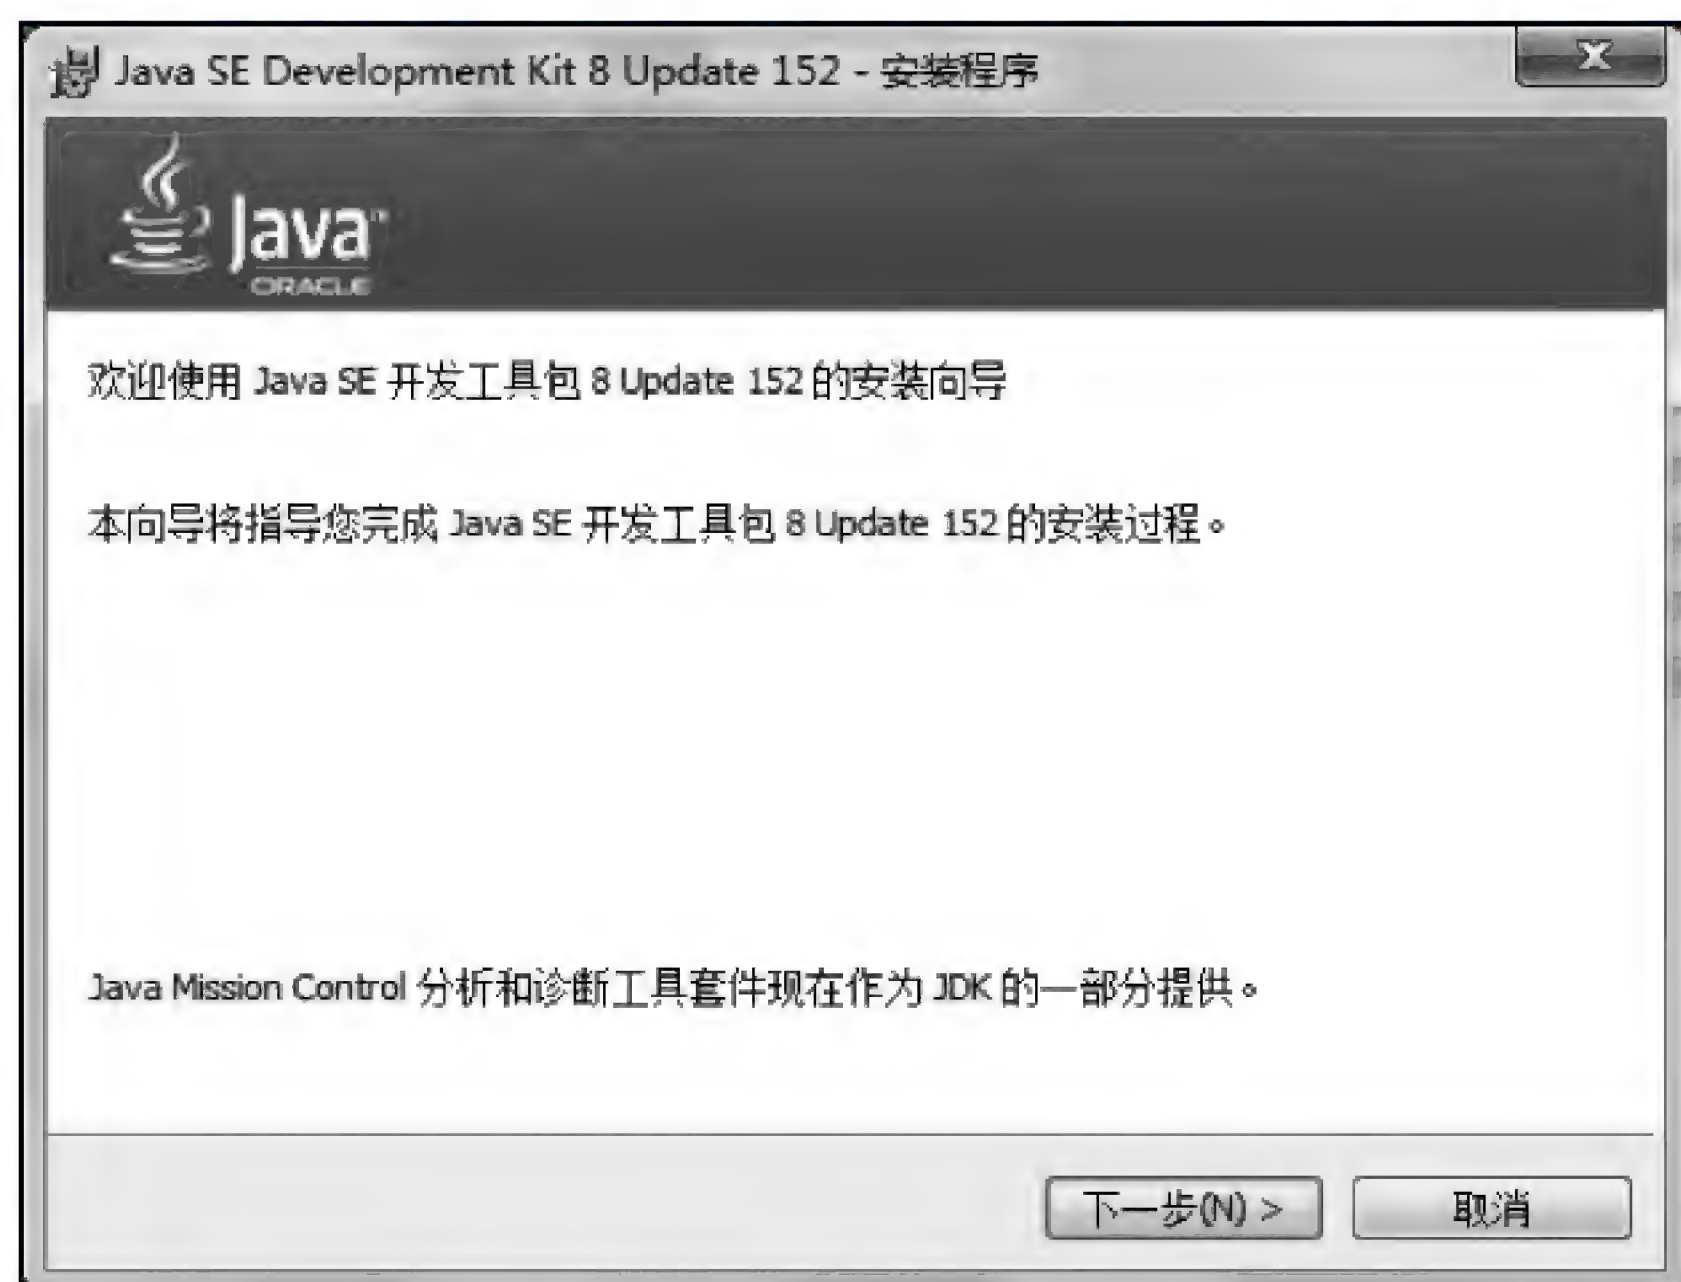 Java SE Development Kit 8 Update 152 - 安装程序
Java™
ORACLE
欢迎使用 Java SE 开发工具包 8 Update 152 的安装向导
本向导将指导您完成 Java SE 开发工具包 8 Update 152 的安装过程。
Java Mission Control 分析和诊断工具套件现在作为 JDK 的一部分提供。
下一步(N) >
取消